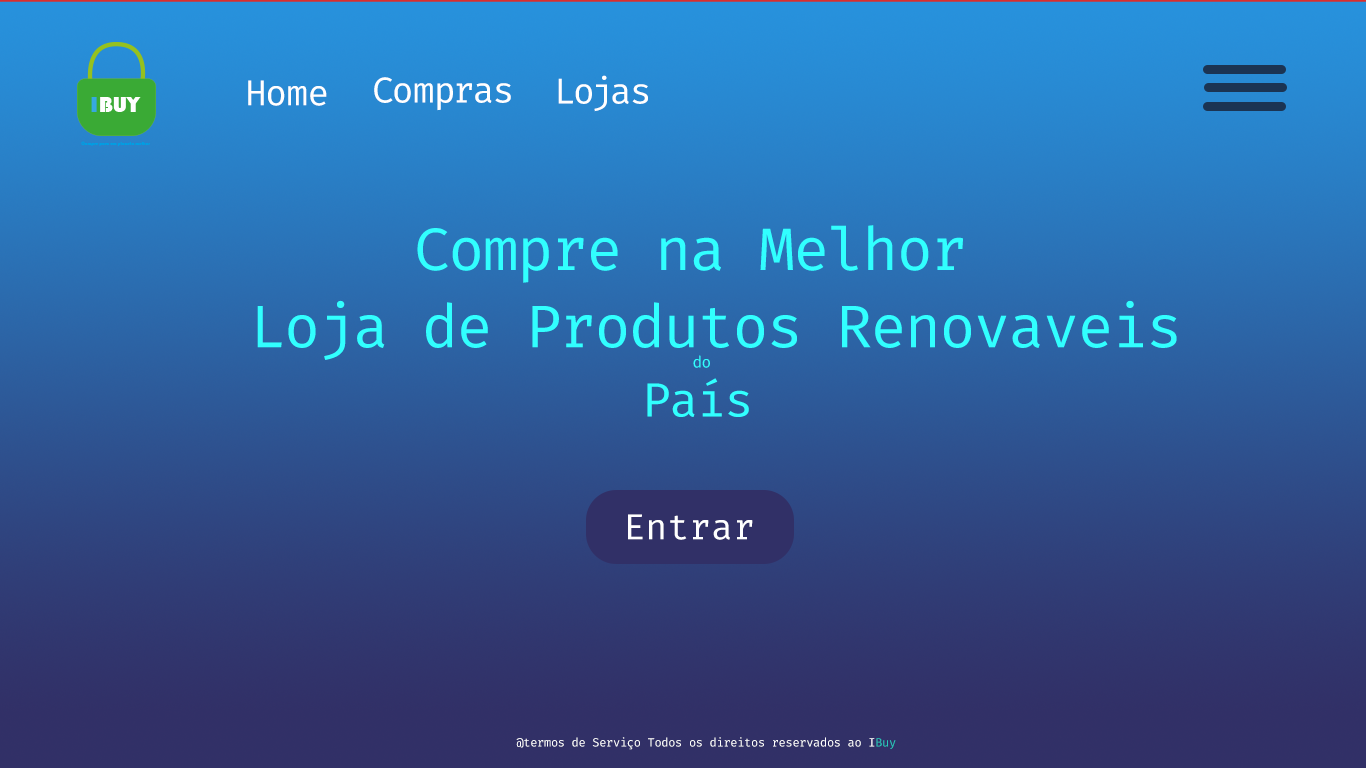 IBUY
Home Compras Lojas
Compre na Melhor
Loja de Produtos Renovaveis
do
País
Entrar
@termos de Serviço Todos os direitos reservados ao IBuy